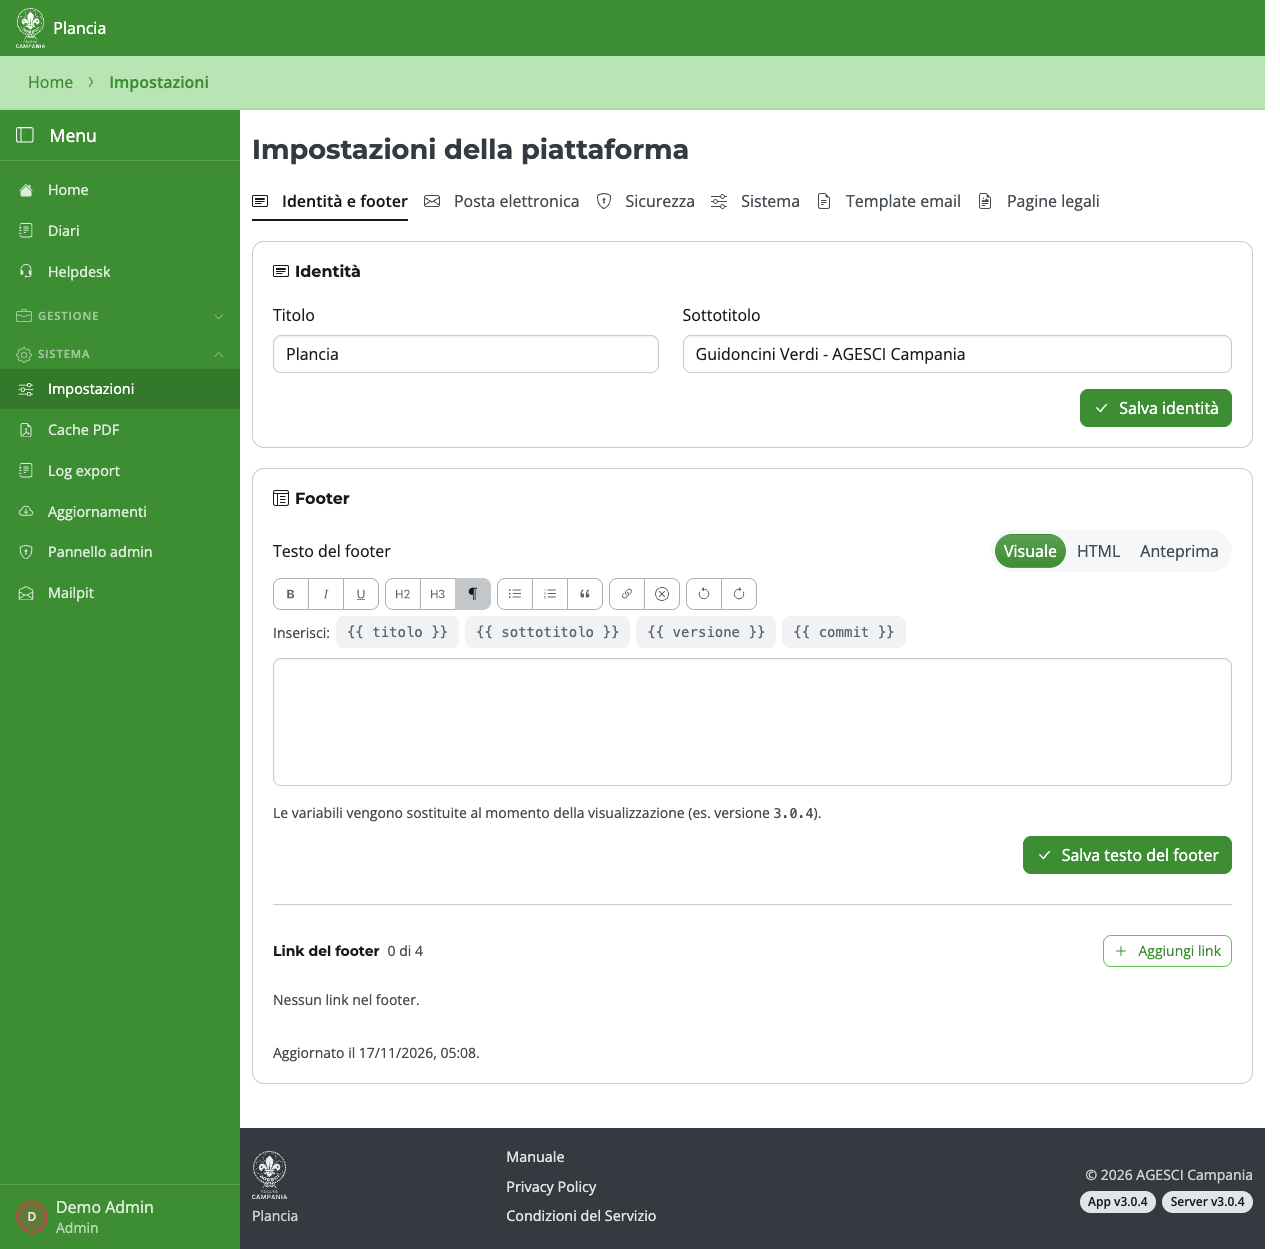 CAMPANIA
Plancia
Home > Impostazioni
Menu
Home
Diari
Helpdesk
GESTIONE
SISTEMA
Impostazioni
Cache PDF
Log export
Aggiornamenti
Pannello admin
Mailpit
D
Demo Admin
Admin
Impostazioni della piattaforma
Identità e footer Posta elettronica Sicurezza Sistema Template email Pagine legali
Identità
Titolo Sottotitolo
Plancia Guidoncini Verdi - AGESCI Campania
Salva identità
Footer
Testo del footer Visuale HTML Anteprima
B I U H2 H3 ¶
Inserisci: {{ titolo }} {{ sottotitolo }} {{ versione }} {{ commit }}
Le variabili vengono sostituite al momento della visualizzazione (es. versione 3.0.4).
Salva testo del footer
Link del footer 0 di 4 Aggiungi link
Nessun link nel footer.
Aggiornato il 17/11/2026, 05:08.
CAMPANIA
Plancia
Manuale
Privacy Policy
Condizioni del Servizio
© 2026 AGESCI Campania
App v3.0.4 Server v3.0.4